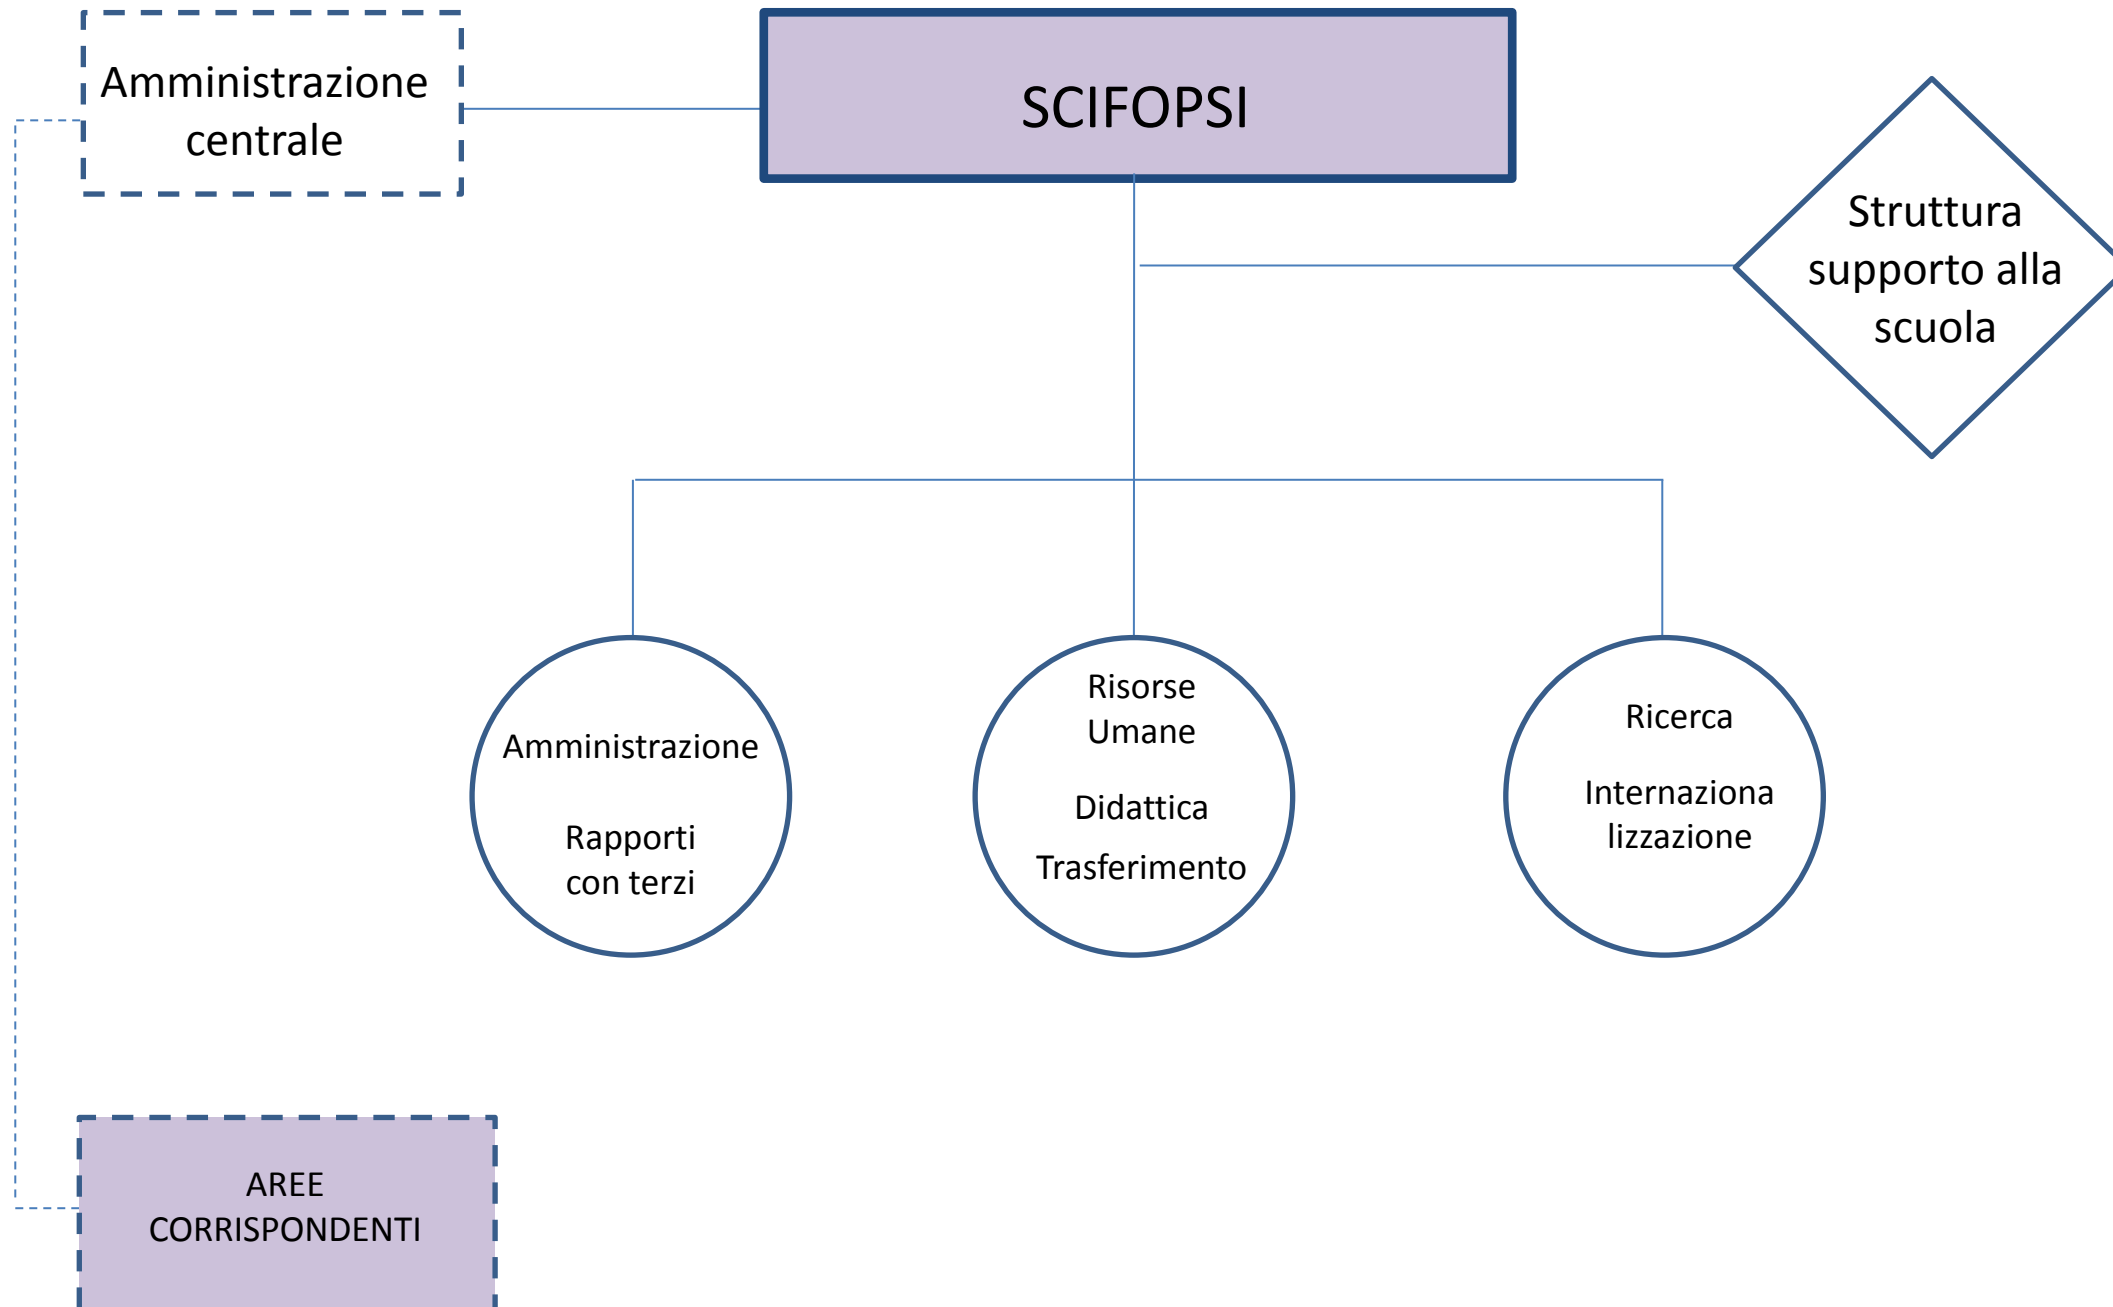 Amministrazione
centrale
SCIFOPSI
Struttura
supporto alla
scuola
Amministrazione
Rapporti
con terzi
Risorse
Umane
Didattica
Trasferimento
Ricerca
Internaziona
lizzazione
AREE
CORRISPONDENTI